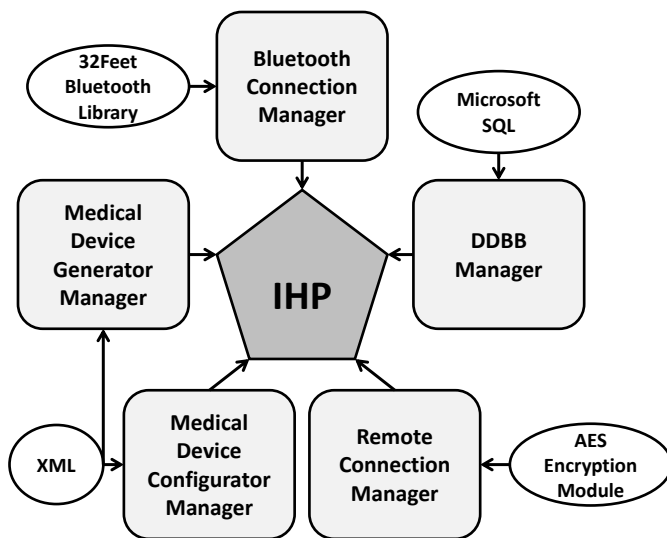 32Feet
Bluetooth
Library
Bluetooth
Connection
Manager
Microsoft
SQL
Medical
Device
Generator
Manager
IHP
DDBB
Manager
XML
Medical
Device
Configurator
Manager
Remote
Connection
Manager
AES
Encryption
Module